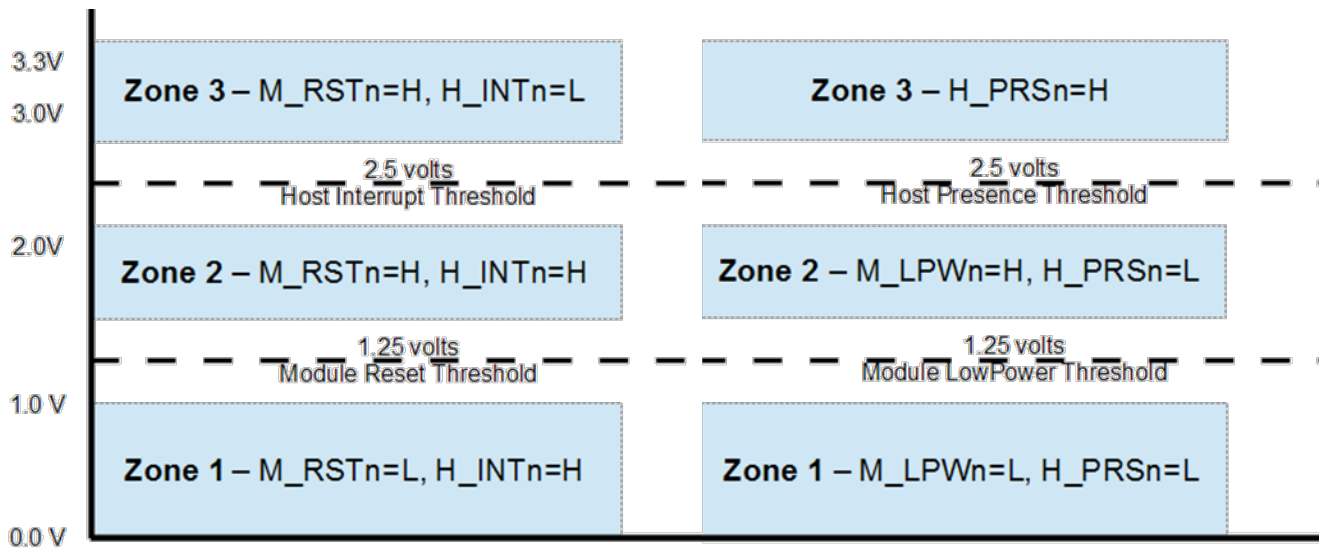 3.3V
Zone 3 – M_RSTn=H, H_INTn=L
Zone 3 – H_PRSn=H
3.0V
2.5 volts
Host Interrupt Threshold
2.5 volts
Host Presence Threshold
2.0V
Zone 2 – M_RSTn=H, H_INTn=H
Zone 2 – M_LPWn=H, H_PRSn=L
1.25 volts
Module Reset Threshold
1.25 volts
Module LowPower Threshold
1.0 V
Zone 1 – M_RSTn=L, H_INTn=H
Zone 1 – M_LPWn=L, H_PRSn=L
0.0 V